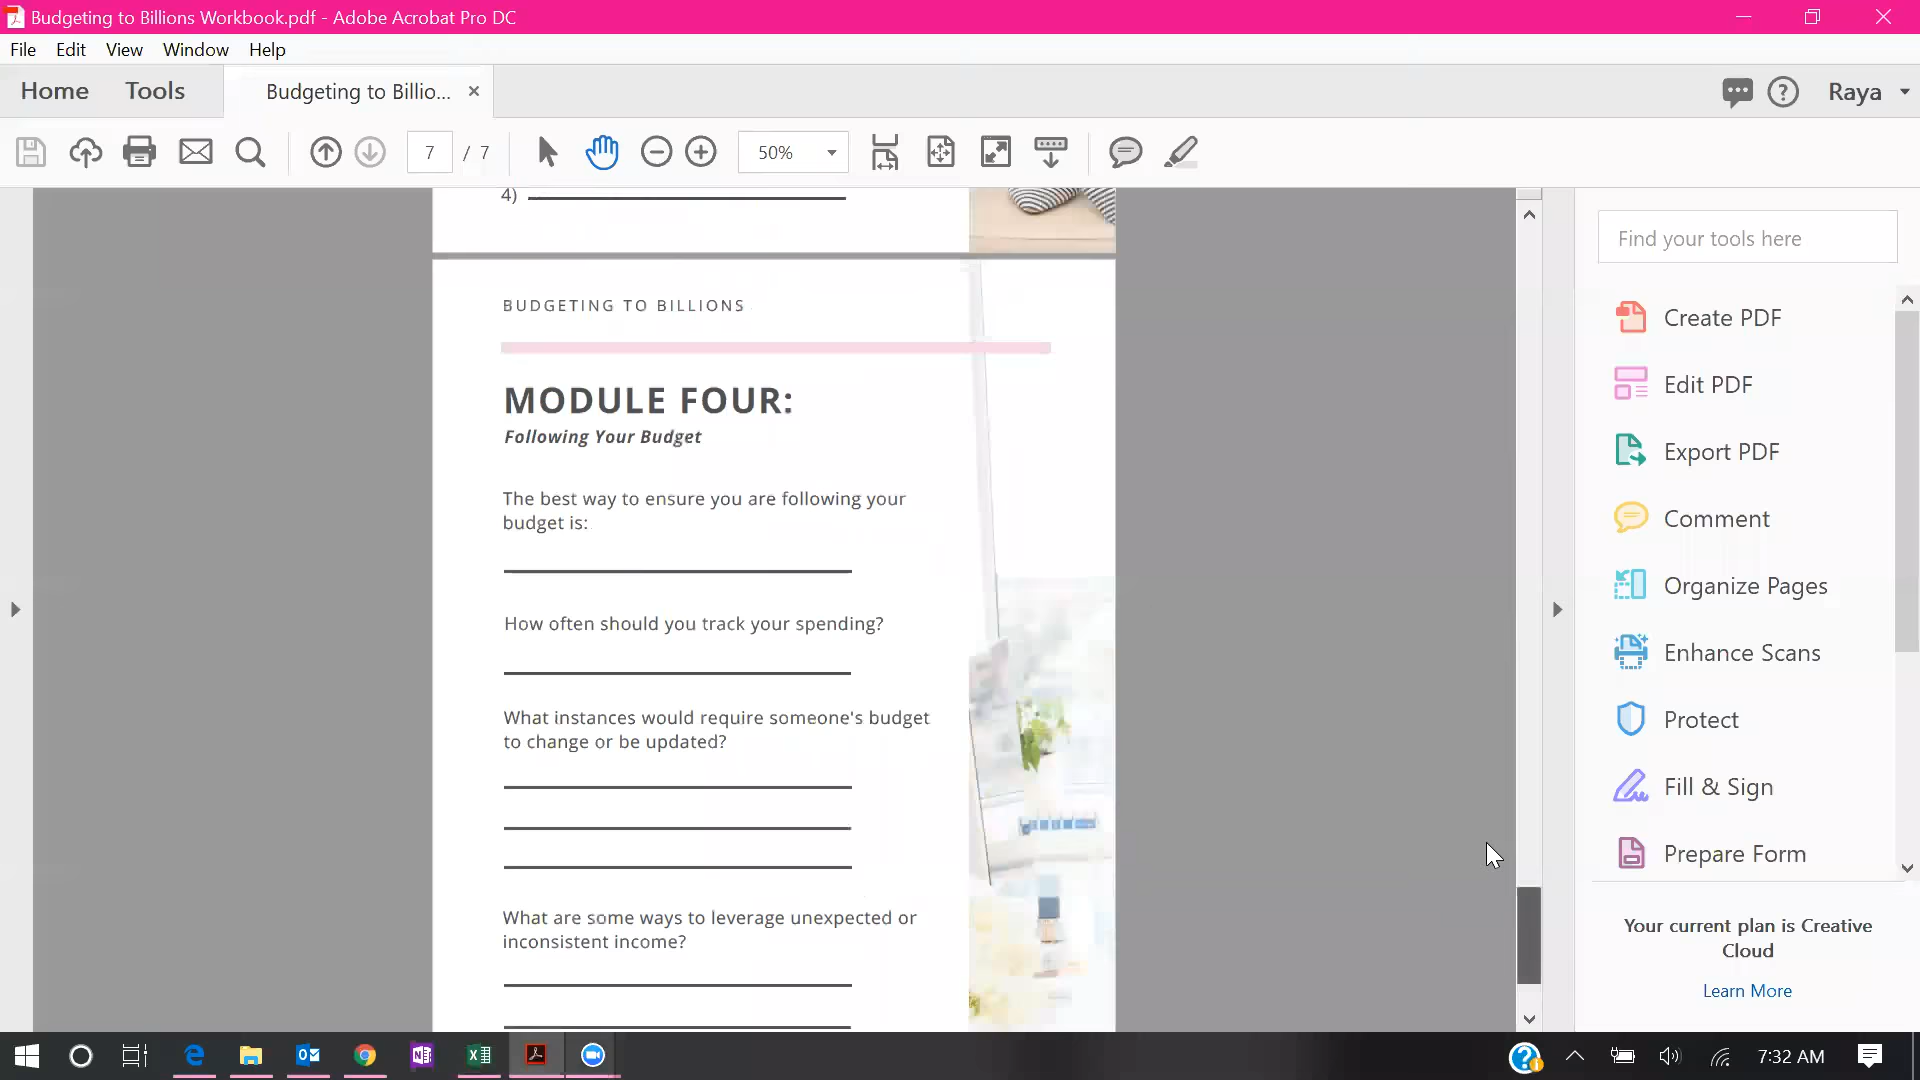 Budgeting to Billions Workbook.pdf - Adobe Acrobat Pro DC
File Edit View Window Help
Home Tools Budgeting to Billio... × Raya
7 / 7 50%
4)
BUDGETING TO BILLIONS
MODULE FOUR:
Following Your Budget
The best way to ensure you are following your
budget is:
How often should you track your spending?
What instances would require someone's budget
to change or be updated?
What are some ways to leverage unexpected or
inconsistent income?
Find your tools here
Create PDF
Edit PDF
Export PDF
Comment
Organize Pages
Enhance Scans
Protect
Fill & Sign
Prepare Form
Your current plan is Creative
Cloud
Learn More
7:32 AM